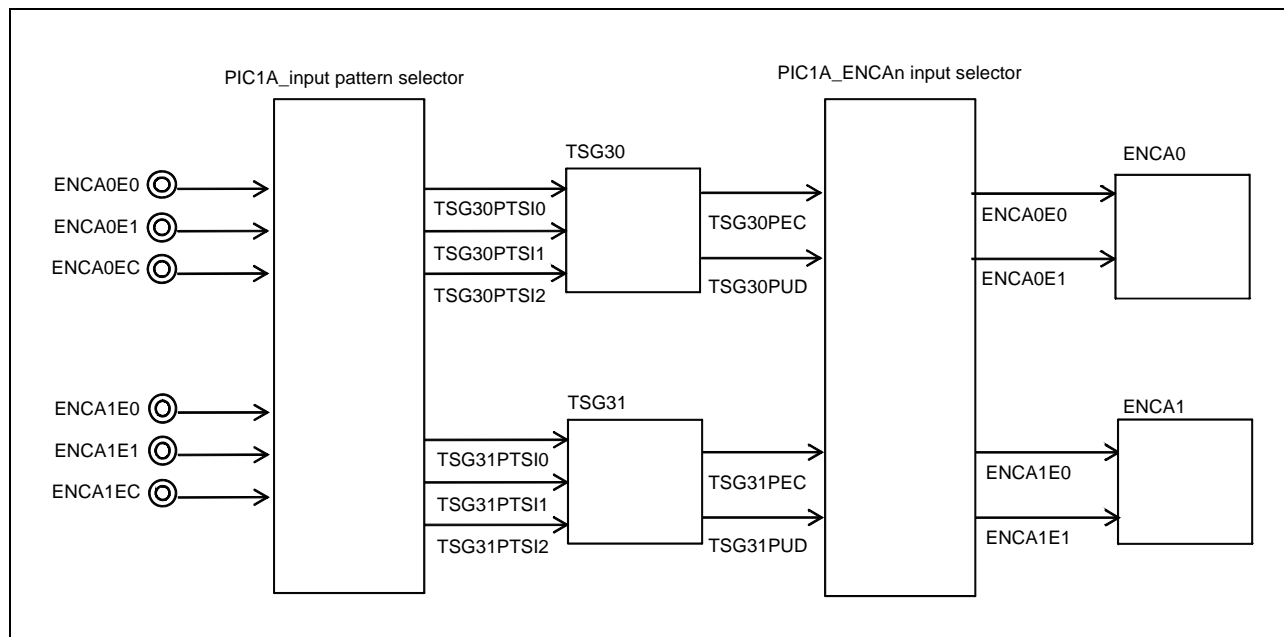 PIC1A_input pattern selector
PIC1A_ENCAn input selector
TSG30
ENCA0
ENCA0E0
ENCA0E1
ENCA0EC
TSG30PTSI0
TSG30PTSI1
TSG30PTSI2
TSG30PEC
TSG30PUD
ENCA0E0
ENCA0E1
TSG31
ENCA1
ENCA1E0
ENCA1E1
ENCA1EC
TSG31PTSI0
TSG31PTSI1
TSG31PTSI2
TSG31PEC
TSG31PUD
ENCA1E0
ENCA1E1